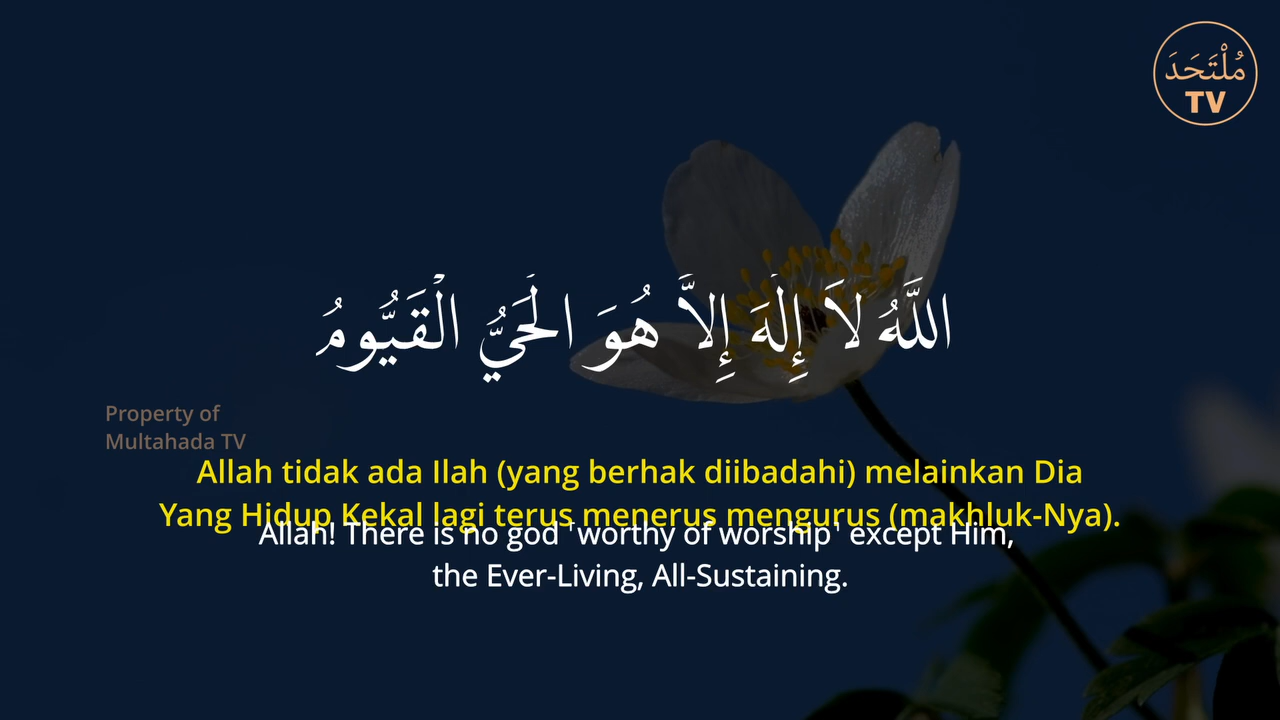 مُلْتَحَدَ
TV
اللَّهُ لاَ إِلَهَ إِلاَّ هُوَ الْحَيُّ الْقَيُّومُ
Property of
Multahada TV
Allah tidak ada Ilah (yang berhak diibadahi) melainkan Dia
Yang Hidup Kekal lagi terus menerus mengurus (makhluk-Nya).
Allah! There is no god 'worthy of worship' except Him,
the Ever-Living, All-Sustaining.